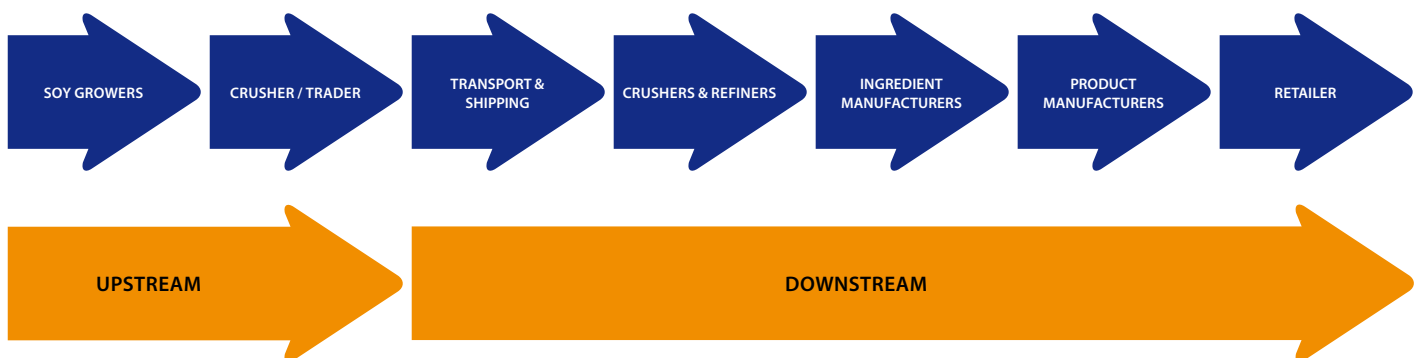 SOY GROWERS
CRUSHER / TRADER
TRANSPORT &
SHIPPING
CRUSHERS & REFINERS
INGREDIENT
MANUFACTURERS
PRODUCT
MANUFACTURERS
RETAILER
UPSTREAM
DOWNSTREAM